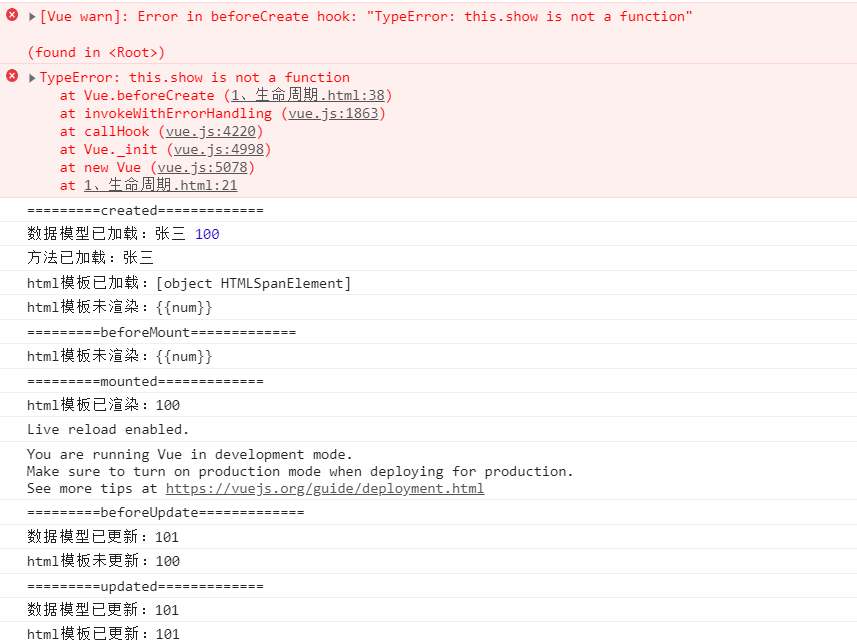 [Vue warn]: Error in beforeCreate hook: "TypeError: this.show is not a function"
(found in <Root>)
TypeError: this.show is not a function
at Vue.beforeCreate (1、生命周期.html:38)
at invokeWithErrorHandling (vue.js:1863)
at callHook (vue.js:4220)
at Vue._init (vue.js:4998)
at new Vue (vue.js:5078)
at 1、生命周期.html:21
=========created=============
数据模型已加载：张三 100
方法已加载：张三
html模板已加载：[object HTMLSpanElement]
html模板未渲染：{{num}}
=========beforeMount=============
html模板未渲染：{{num}}
=========mounted=============
html模板已渲染：100
Live reload enabled.
You are running Vue in development mode.
Make sure to turn on production mode when deploying for production.
See more tips at https://vuejs.org/guide/deployment.html
=========beforeUpdate=============
数据模型已更新：101
html模板未更新：100
=========updated=============
数据模型已更新：101
html模板已更新：101